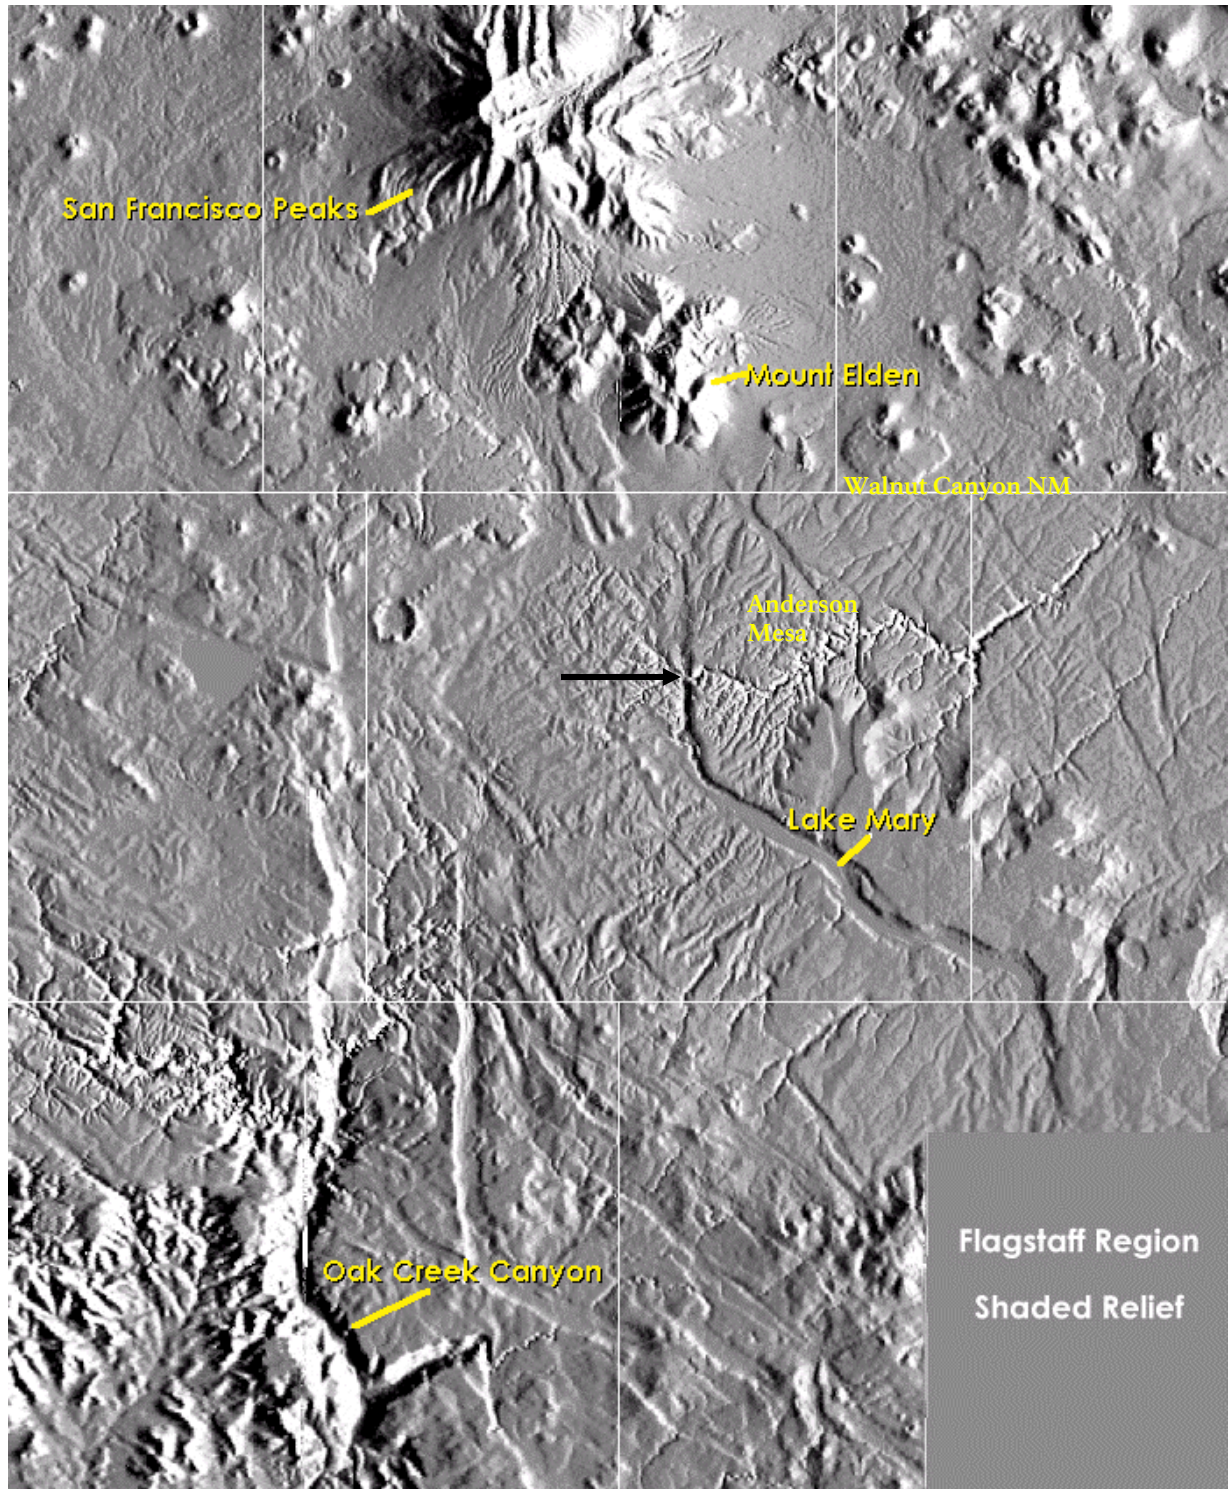 San Francisco Peaks
Mount Elden
Walnut Canyon NM
Anderson
Mesa
Lake Mary
Flagstaff Region
Shaded Relief
Oak Creek Canyon